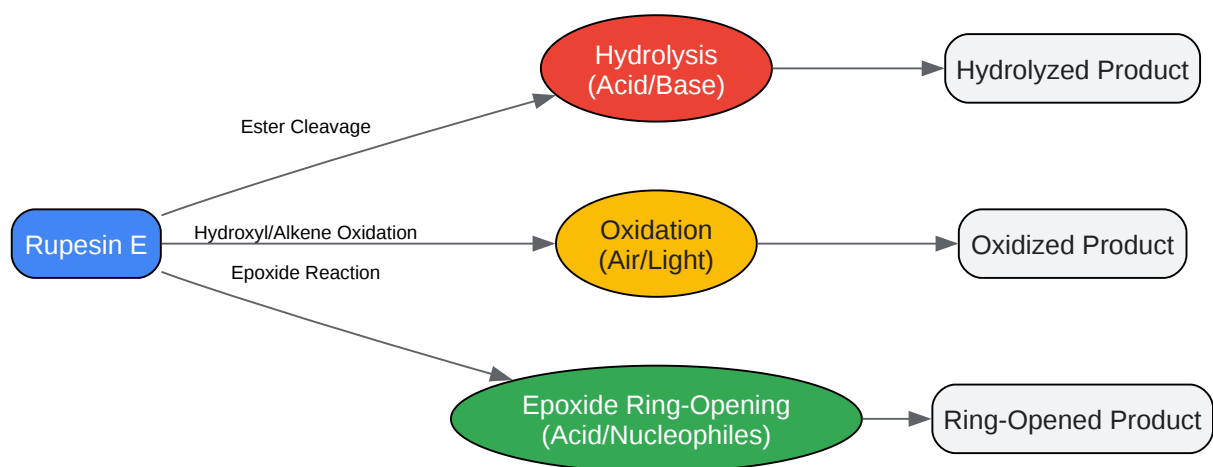 Hydrolysis
(Acid/Base)
Hydrolyzed Product
Ester Cleavage
Rupesin E
Hydroxyl/Alkene Oxidation
Oxidation
(Air/Light)
Oxidized Product
Epoxide Reaction
Epoxide Ring-Opening
(Acid/Nucleophiles)
Ring-Opened Product